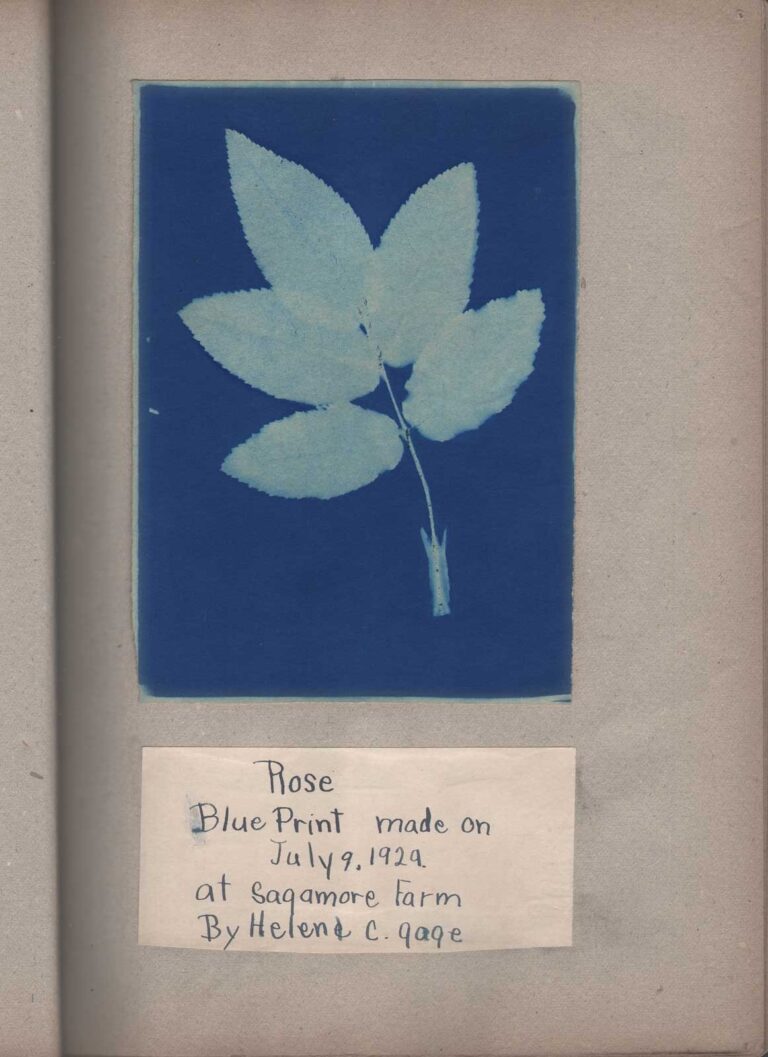 Rose
Blue Print made on
July 9, 1929.
at Sagamore Farm
By Helene C. gage